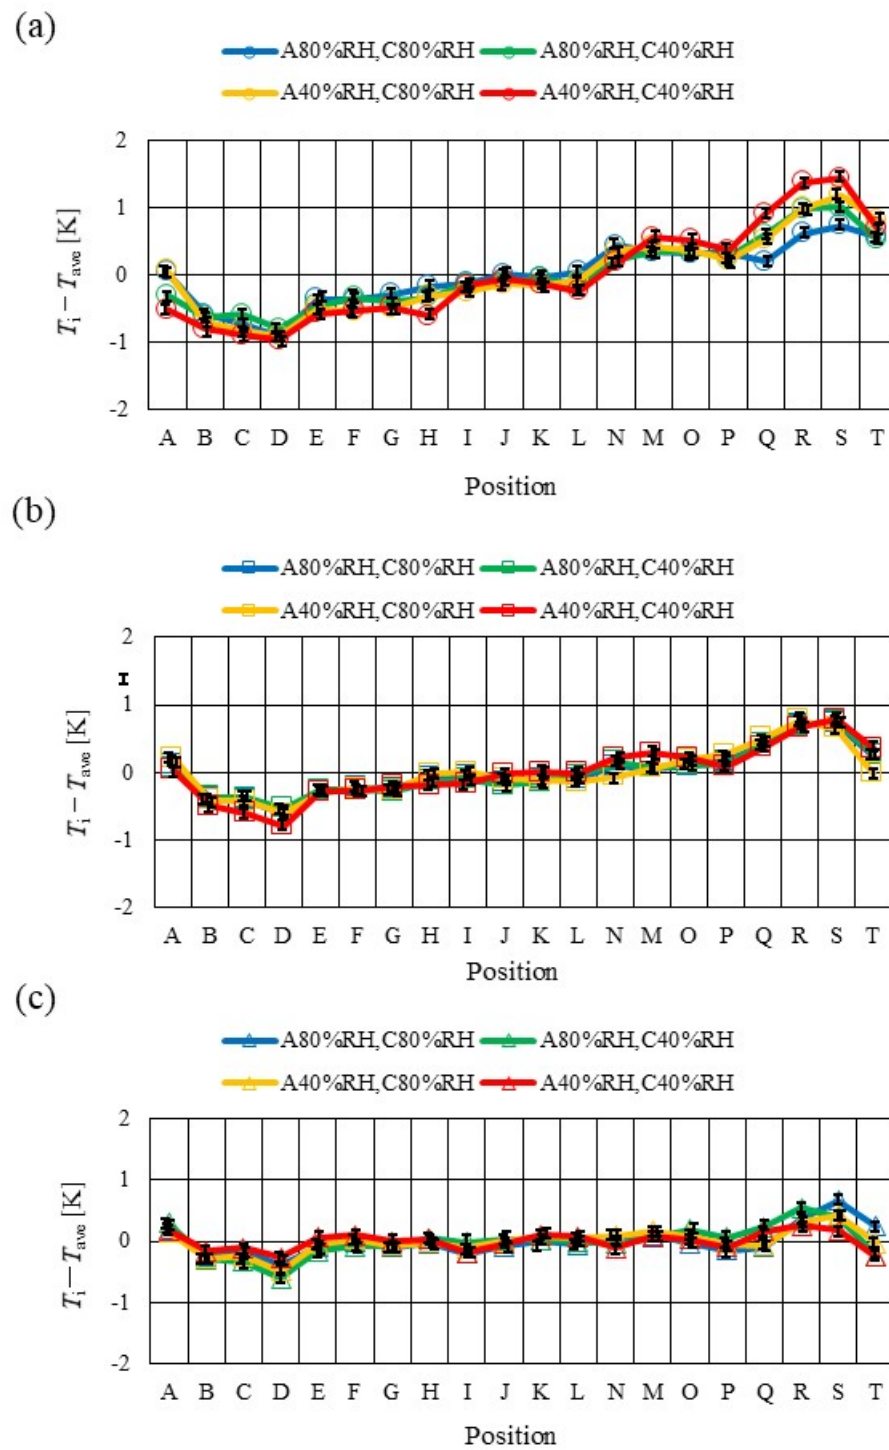 (a)
A80%RH,C80%RH A80%RH,C40%RH
A40%RH,C80%RH A40%RH,C40%RH
2
1
0
-1
-2
Ti – Tave [K]
A B C D E F G H I J K L N M O P Q R S T
Position
(b)
A80%RH,C80%RH A80%RH,C40%RH
A40%RH,C80%RH A40%RH,C40%RH
2
1
0
-1
-2
Ti – Tave [K]
A B C D E F G H I J K L N M O P Q R S T
Position
(c)
A80%RH,C80%RH A80%RH,C40%RH
A40%RH,C80%RH A40%RH,C40%RH
2
1
0
-1
-2
Ti – Tave [K]
A B C D E F G H I J K L N M O P Q R S T
Position